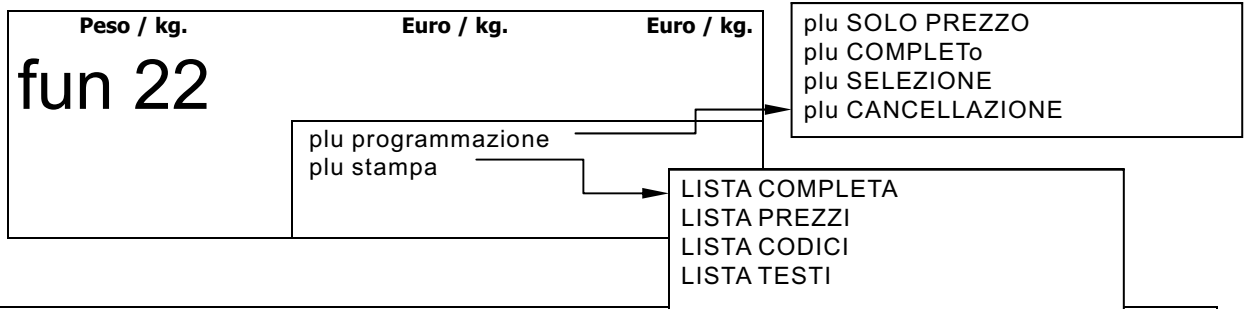 Peso / kg. Euro / kg. Euro / kg.
fun 22
plu programmazione
plu stampa
plu SOLO PREZZO
plu COMPLETo
plu SELEZIONE
plu CANCELLAZIONE
LISTA COMPLETA
LISTA PREZZI
LISTA CODICI
LISTA TESTI